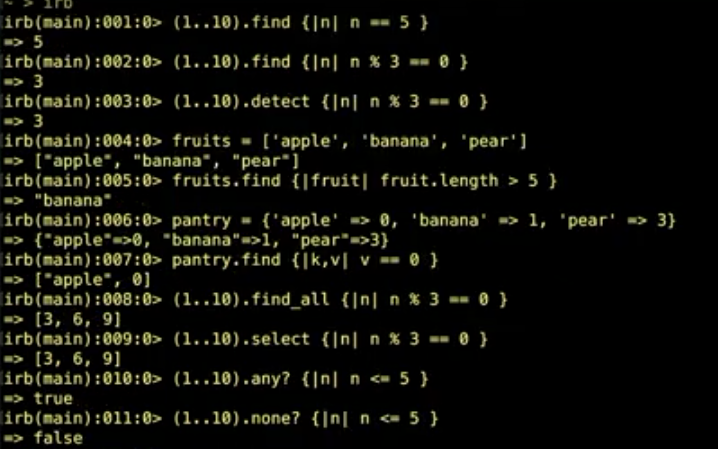 ~ > irb
irb(main):001:0> (1..10).find {|n| n == 5 }
=> 5
irb(main):002:0> (1..10).find {|n| n % 3 == 0 }
=> 3
irb(main):003:0> (1..10).detect {|n| n % 3 == 0 }
=> 3
irb(main):004:0> fruits = ['apple', 'banana', 'pear']
=> ["apple", "banana", "pear"]
irb(main):005:0> fruits.find {|fruit| fruit.length > 5 }
=> "banana"
irb(main):006:0> pantry = {'apple' => 0, 'banana' => 1, 'pear' => 3}
=> {"apple"=>0, "banana"=>1, "pear"=>3}
irb(main):007:0> pantry.find {|k,v| v == 0 }
=> ["apple", 0]
irb(main):008:0> (1..10).find_all {|n| n % 3 == 0 }
=> [3, 6, 9]
irb(main):009:0> (1..10).select {|n| n % 3 == 0 }
=> [3, 6, 9]
irb(main):010:0> (1..10).any? {|n| n <= 5 }
=> true
irb(main):011:0> (1..10).none? {|n| n <= 5 }
=> false